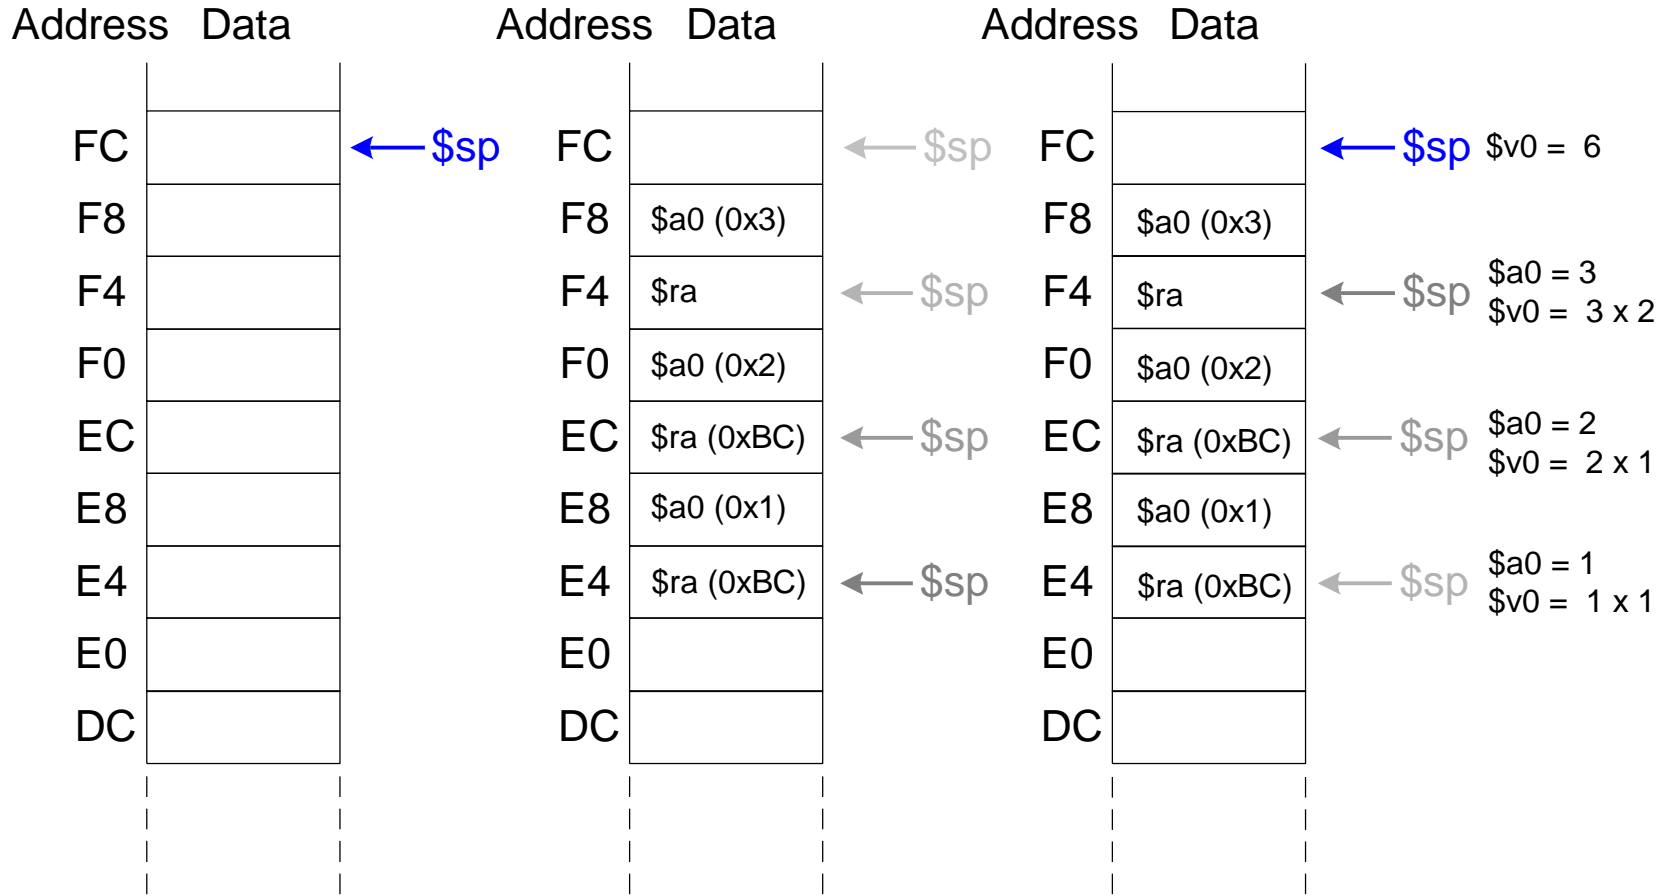 Address Data Address Data Address Data
FC $sp FC $sp FC $sp $v0 = 6
F8 F8 $a0 (0x3) F8 $a0 (0x3)
$a0 = 3
F4 F4 $ra $sp F4 $ra $sp
$v0 = 3 x 2
F0 F0 $a0 (0x2) F0 $a0 (0x2)
$a0 = 2
EC EC $ra (0xBC) $sp EC $ra (0xBC) $sp
$v0 = 2 x 1
E8 E8 $a0 (0x1) E8 $a0 (0x1)
$a0 = 1
E4 E4 $ra (0xBC) $sp E4 $ra (0xBC) $sp
$v0 = 1 x 1
E0 E0 E0
DC DC DC